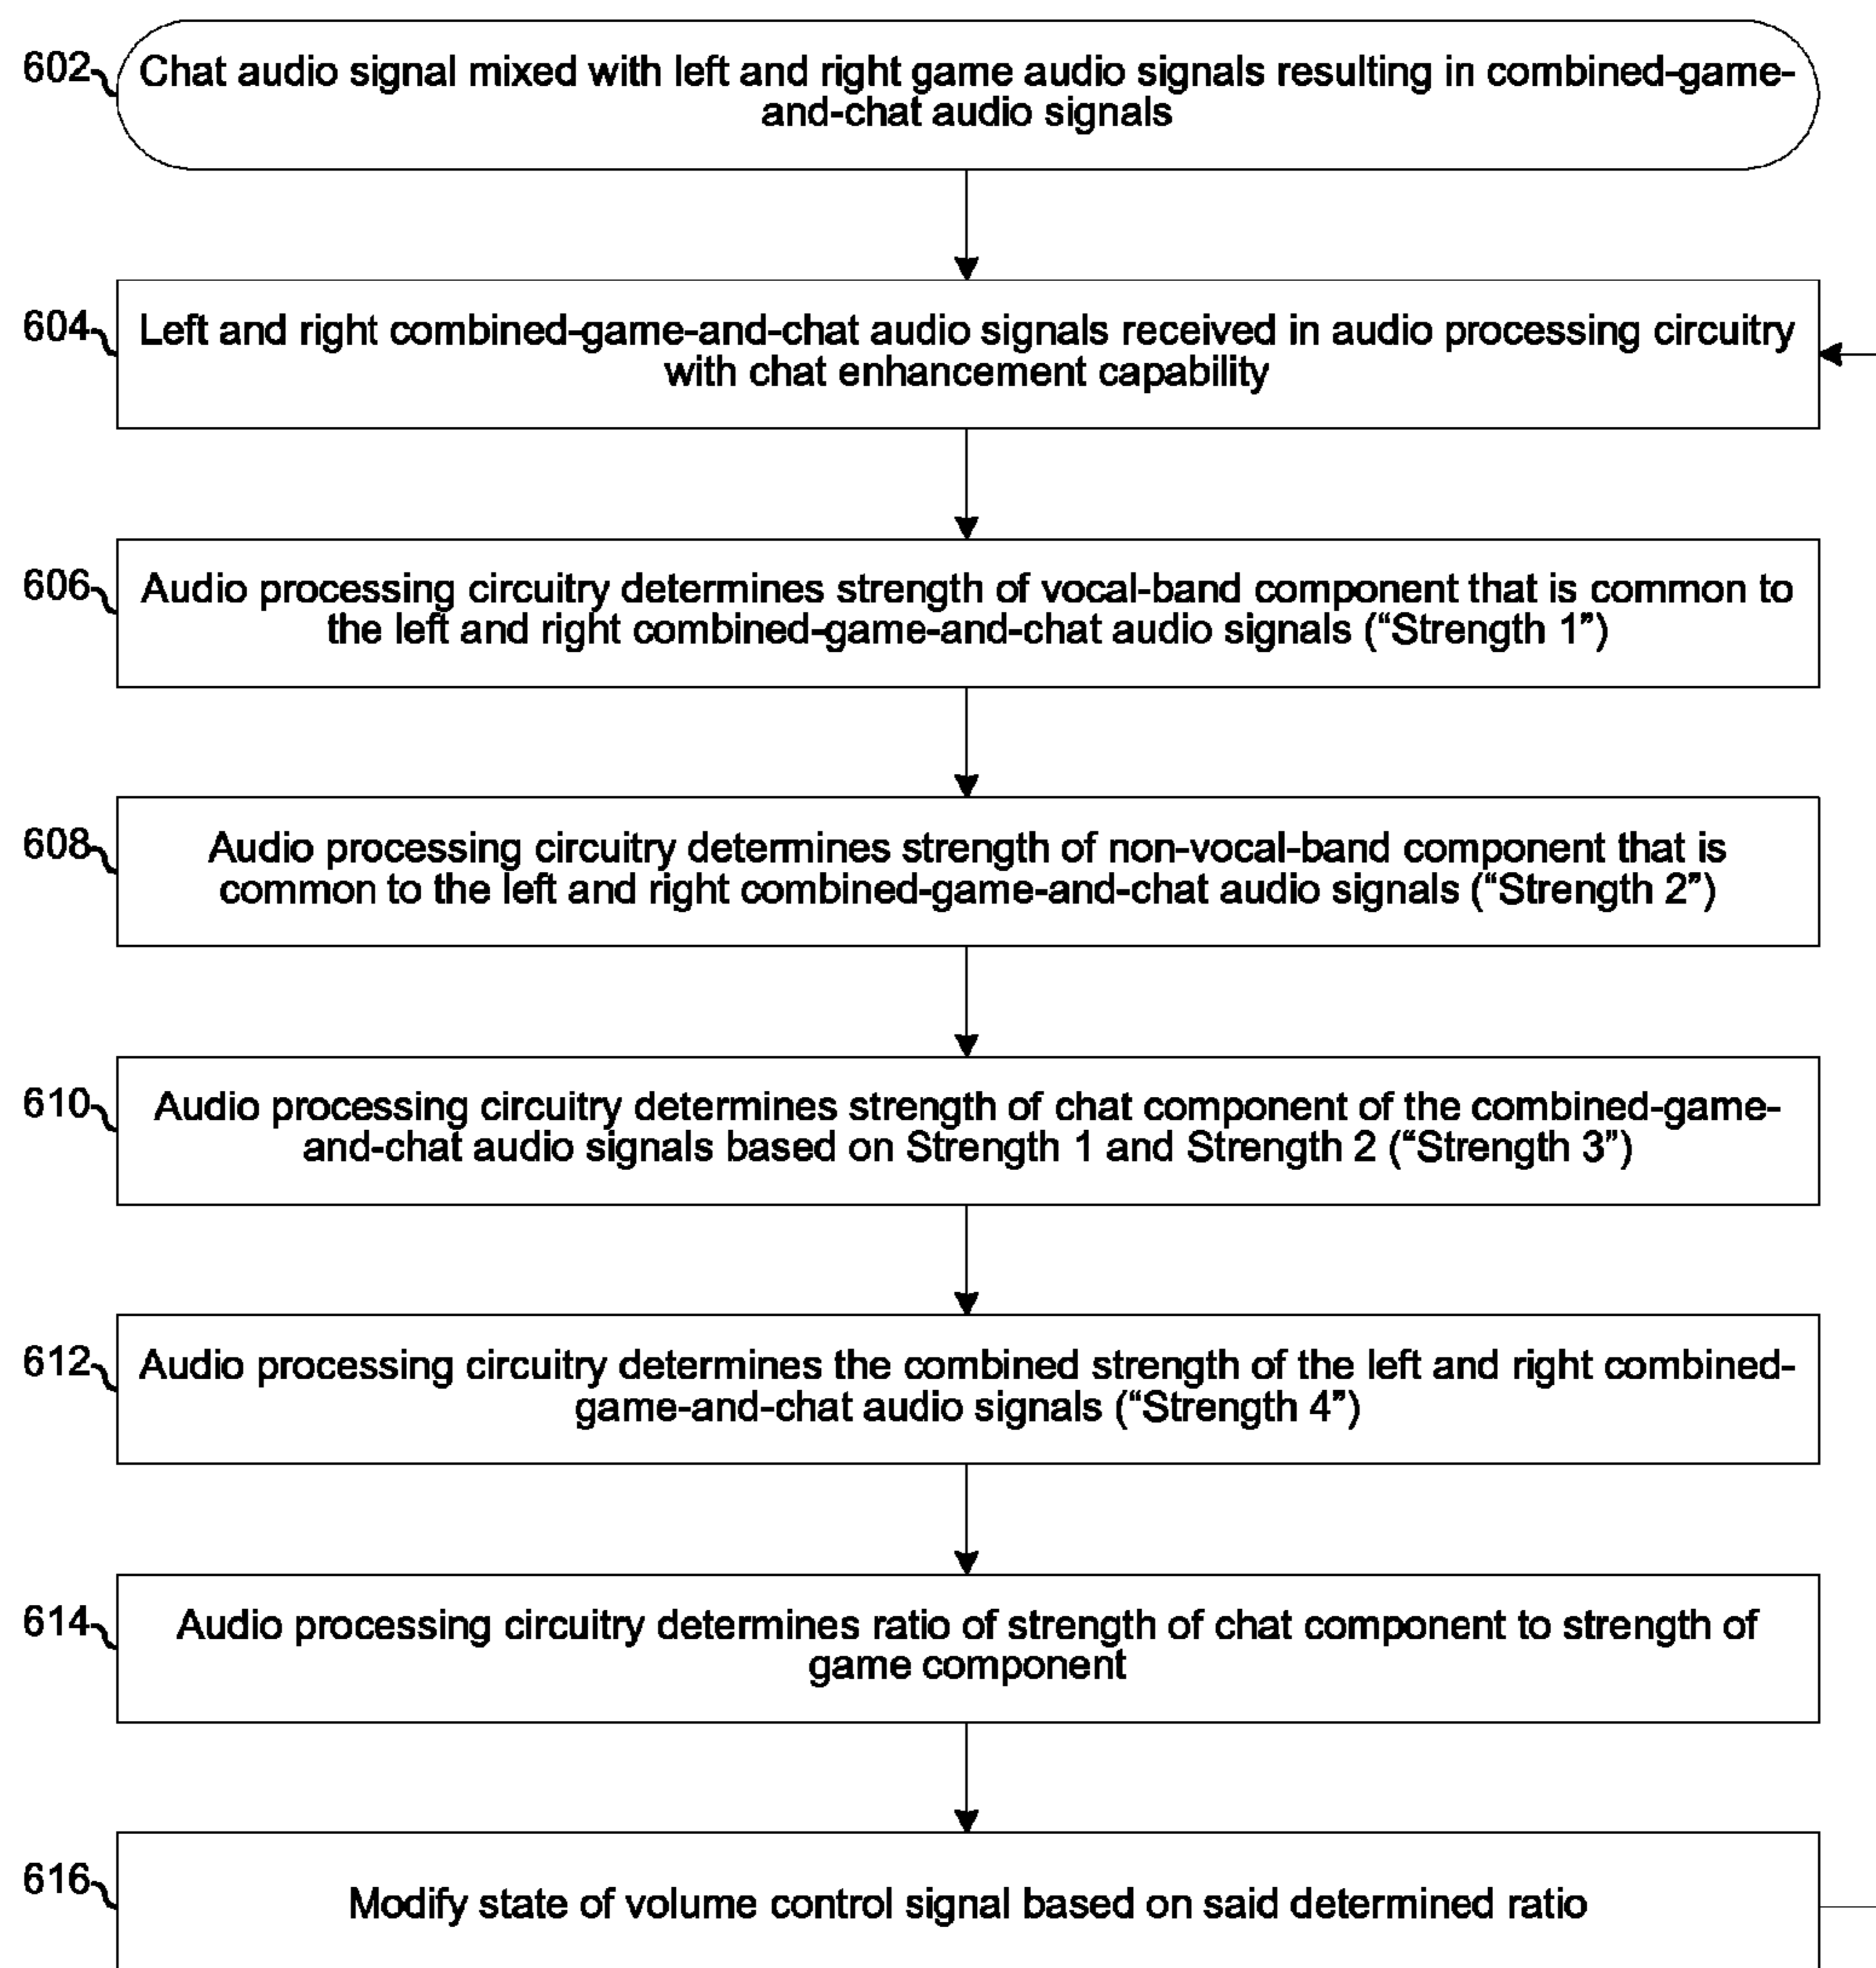 602
Chat audio signal mixed with left and right game audio signals resulting in combined-game-
and-chat audio signals
604
Left and right combined-game-and-chat audio signals received in audio processing circuitry
with chat enhancement capability
606
Audio processing circuitry determines strength of vocal-band component that is common to
the left and right combined-game-and-chat audio signals (“Strength 1”)
608
Audio processing circuitry determines strength of non-vocal-band component that is
common to the left and right combined-game-and-chat audio signals (“Strength 2”)
610
Audio processing circuitry determines strength of chat component of the combined-game-
and-chat audio signals based on Strength 1 and Strength 2 (“Strength 3”)
612
Audio processing circuitry determines the combined strength of the left and right combined-
game-and-chat audio signals (“Strength 4”)
614
Audio processing circuitry determines ratio of strength of chat component to strength of
game component
616
Modify state of volume control signal based on said determined ratio